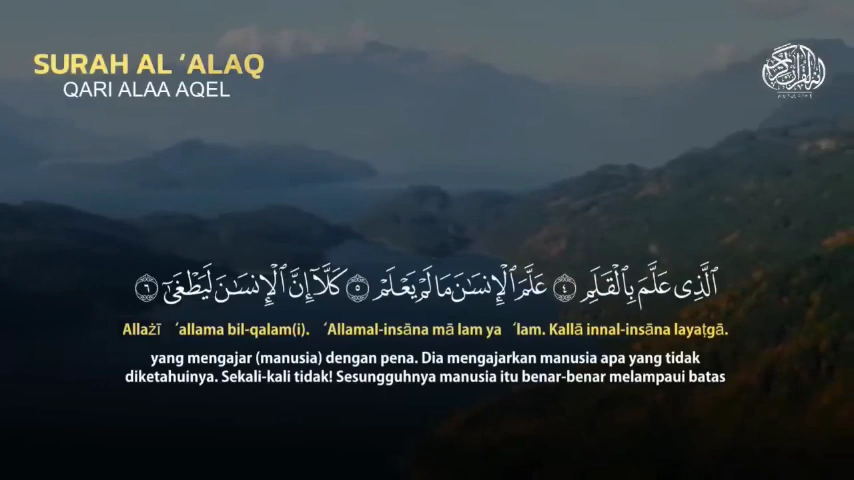 SURAH AL ‘ALAQ
QARI ALAA AQEL
ٱلَّذِى عَلَّمَ بِٱلْقَلَمِ ٤ عَلَّمَ ٱلْإِنسَـٰنَ مَا لَمْ يَعْلَمْ ٥ كَلَّآ إِنَّ ٱلْإِنسَـٰنَ لَيَطْغَىٰٓ ٦
Allażī ‘allama bil-qalam(i). ‘Allamal-insāna mā lam ya‘lam. Kallā innal-insāna layaṭgā.
yang mengajar (manusia) dengan pena. Dia mengajarkan manusia apa yang tidak
diketahuinya. Sekali-kali tidak! Sesungguhnya manusia itu benar-benar melampaui batas